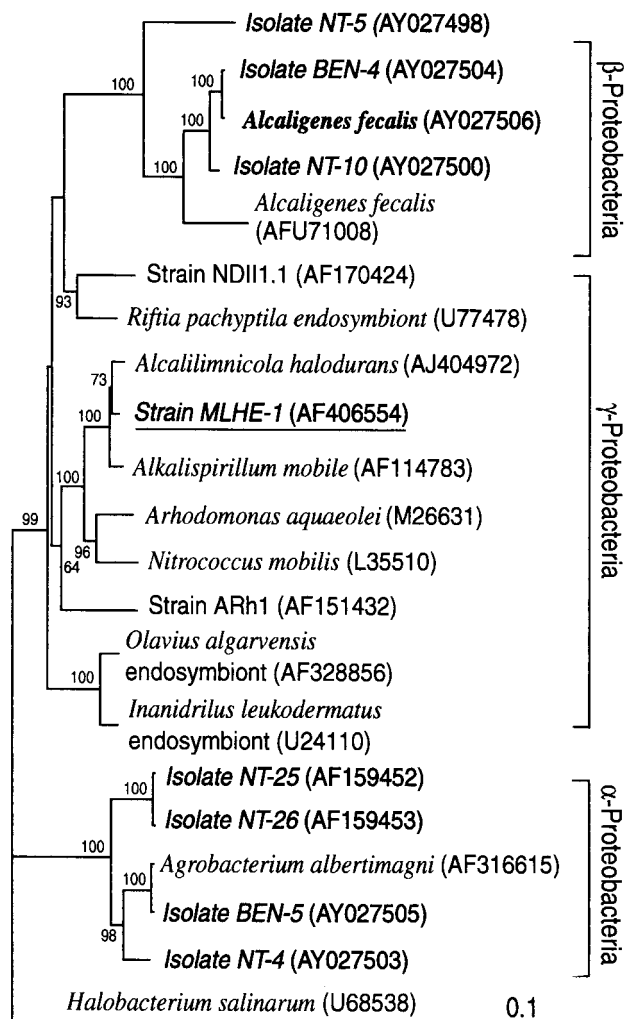 Isolate NT-5 (AY027498)
100
100
Isolate BEN-4 (AY027504)
Alcaligenes fecalis (AY027506)
100
Isolate NT-10 (AY027500)
100
Alcaligenes fecalis
(AFU71008)
β-Proteobacteria
Strain NDII1.1 (AF170424)
93
Riftia pachyptila endosymbiont (U77478)
Alcalilimnicola halodurans (AJ404972)
73
Strain MLHE-1 (AF406554)
100
Alkalispirillum mobile (AF114783)
100
Arhodomonas aquaeolei (M26631)
99
96
Nitrococcus mobilis (L35510)
64
Strain ARh1 (AF151432)
Olavius algarvensis
endosymbiont (AF328856)
100
Inanidrilus leukodermatus
endosymbiont (U24110)
γ-Proteobacteria
Isolate NT-25 (AF159452)
100
Isolate NT-26 (AF159453)
100
Agrobacterium albertimagni (AF316615)
100
Isolate BEN-5 (AY027505)
98
Isolate NT-4 (AY027503)
α-Proteobacteria
Halobacterium salinarum (U68538)
0.1